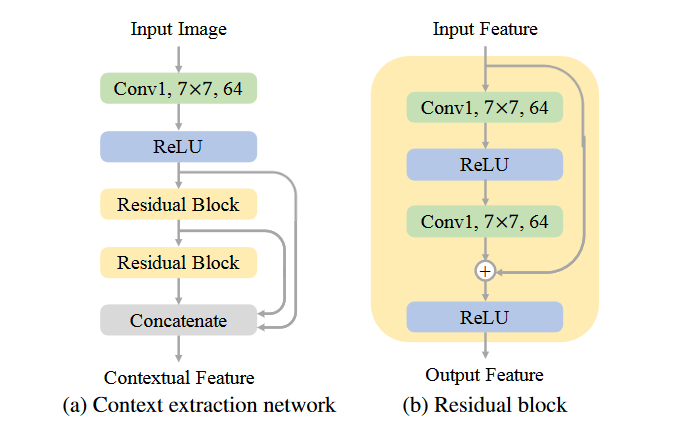 Input Image
Conv1, 7×7, 64
ReLU
Residual Block
Residual Block
Concatenate
Contextual Feature
(a) Context extraction network
Input Feature
Conv1, 7×7, 64
ReLU
Conv1, 7×7, 64
+
ReLU
Output Feature
(b) Residual block